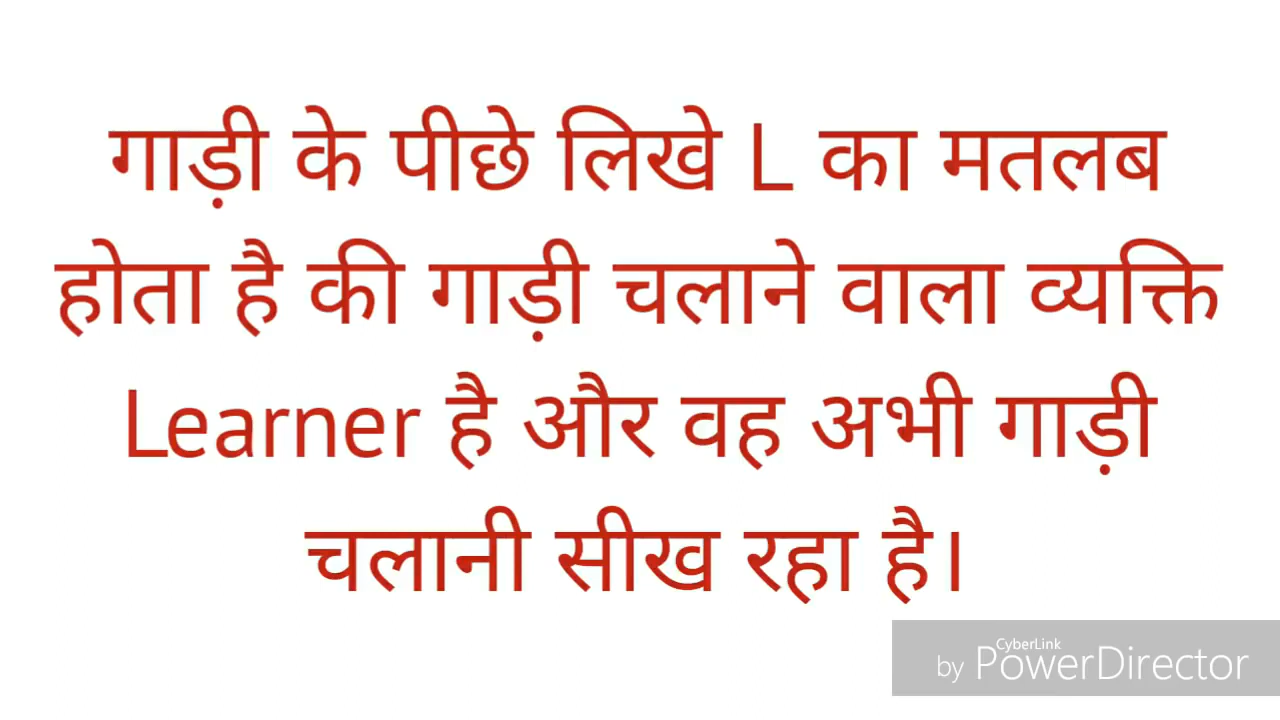 गाड़ी के पीछे लिखे L का मतलब
होता है की गाड़ी चलाने वाला व्यक्ति
Learner है और वह अभी गाड़ी
चलानी सीख रहा है।
CyberLink
by PowerDirector